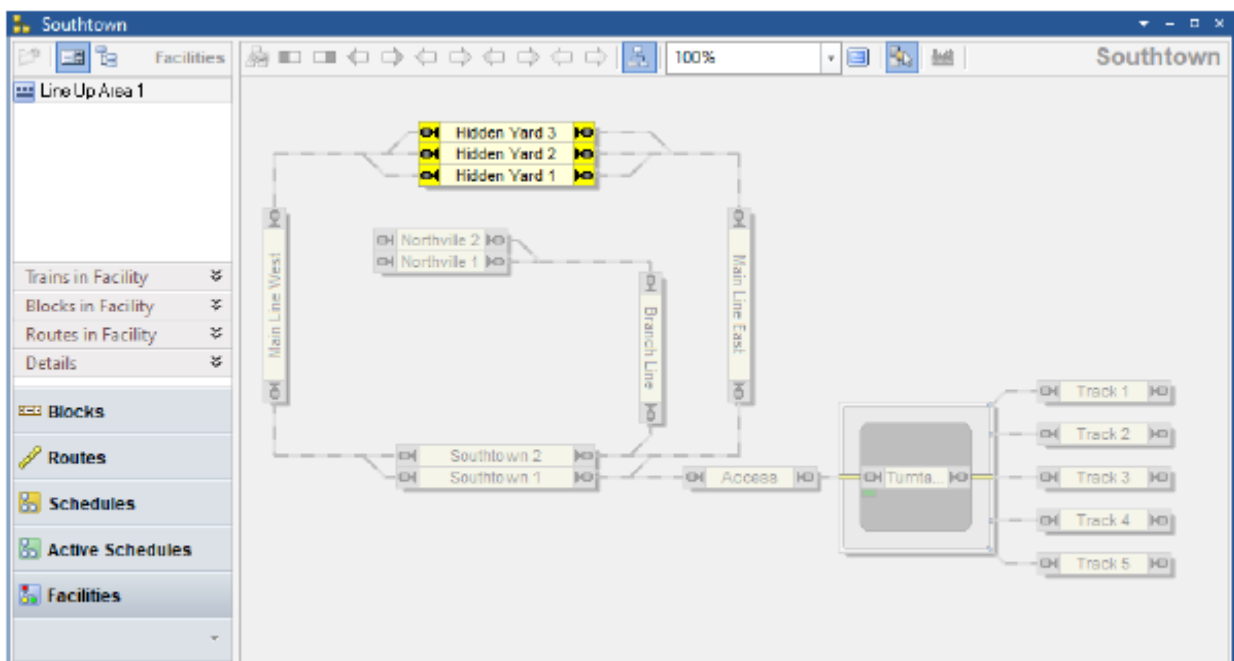 Southtown
Facilities
100%
Southtown
Line Up Area 1
Trains in Facility
Blocks in Facility
Routes in Facility
Details
Blocks
Routes
Schedules
Active Schedules
Facilities
Hidden Yard 3
Hidden Yard 2
Hidden Yard 1
Northville 2
Northville 1
Main Line West
Branch Line
Main Line East
Southtown 2
Southtown 1
Access
Turnta...
Track 1
Track 2
Track 3
Track 4
Track 5